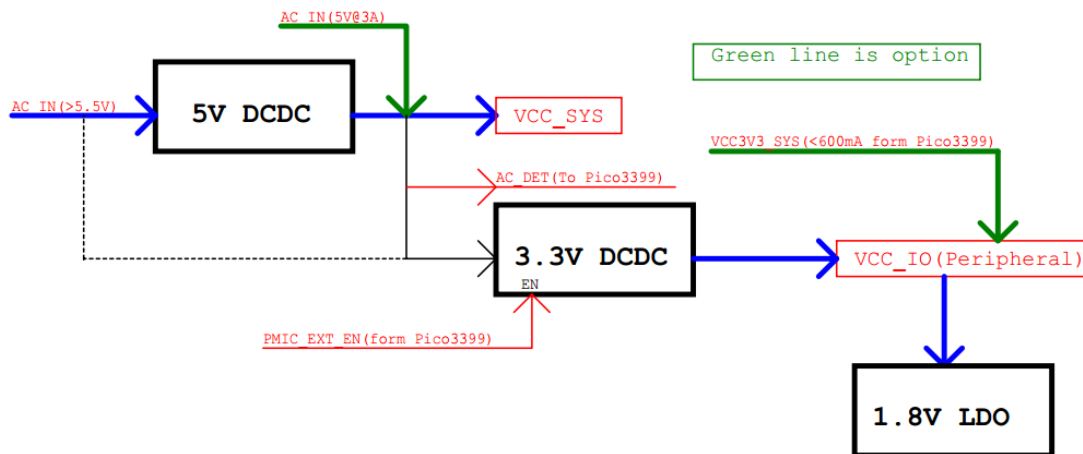 AC_IN(5V@3A)
Green line is option
AC_IN(>5.5V)
5V DCDC
VCC_SYS
VCC3V3_SYS(<600mA form Pico3399)
AC_DET(To Pico3399)
3.3V DCDC
EN
VCC_IO(Peripheral)
PMIC_EXT_EN(form Pico3399)
1.8V LDO